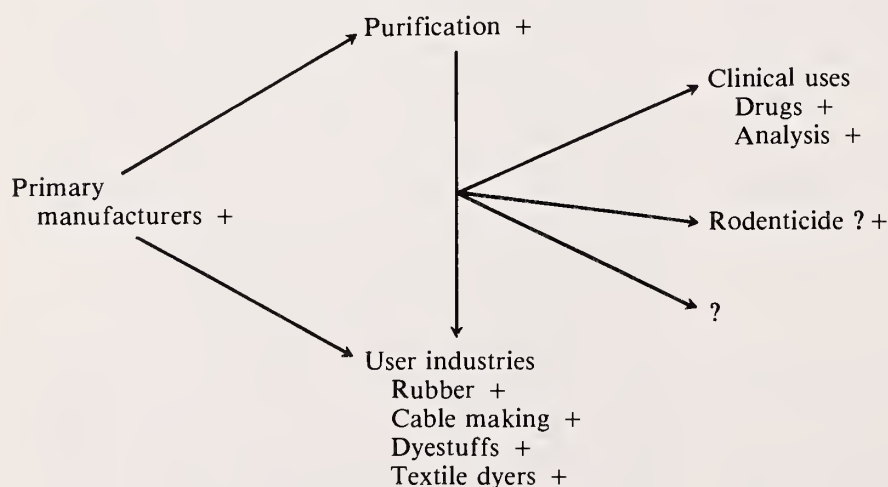 Purification +
Clinical uses
Drugs +
Analysis +
Primary
manufacturers +
Rodenticide ? +
?
User industries
Rubber +
Cable making +
Dyestuffs +
Textile dyers +